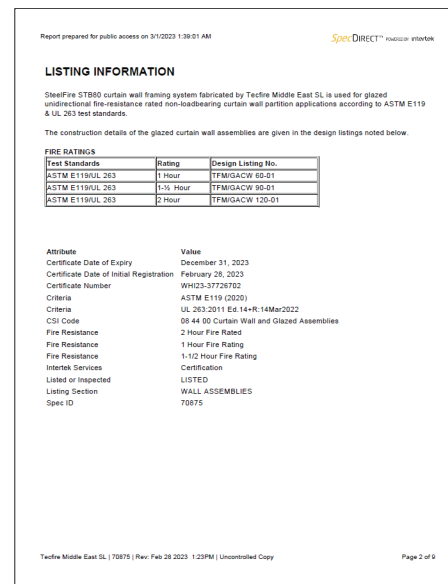 Report prepared for public access on 3/1/2023 1:39:01 AM
SpecDIRECT™ POWERED BY intertek
LISTING INFORMATION
SteelFire STB80 curtain wall framing system fabricated by Tecfire Middle East SL is used for glazed
unidirectional fire-resistance rated non-loadbearing curtain wall partition applications according to ASTM E119
& UL 263 test standards.
The construction details of the glazed curtain wall assemblies are given in the design listings noted below.
FIRE RATINGS
Test Standards Rating Design Listing No.
ASTM E119/UL 263 1 Hour TFM/GACW 60-01
ASTM E119/UL 263 1-½ Hour TFM/GACW 90-01
ASTM E119/UL 263 2 Hour TFM/GACW 120-01
Attribute Value
Certificate Date of Expiry December 31, 2023
Certificate Date of Initial Registration February 28, 2023
Certificate Number WHI23-37726702
Criteria ASTM E119 (2020)
Criteria UL 263:2011 Ed.14+R:14Mar2022
CSI Code 08 44 00 Curtain Wall and Glazed Assemblies
Fire Resistance 2 Hour Fire Rated
Fire Resistance 1 Hour Fire Rating
Fire Resistance 1-1/2 Hour Fire Rating
Intertek Services Certification
Listed or Inspected LISTED
Listing Section WALL ASSEMBLIES
Spec ID 70875
Tecfire Middle East SL | 70875 | Rev: Feb 28 2023 1:23PM | Uncontrolled Copy Page 2 of 9